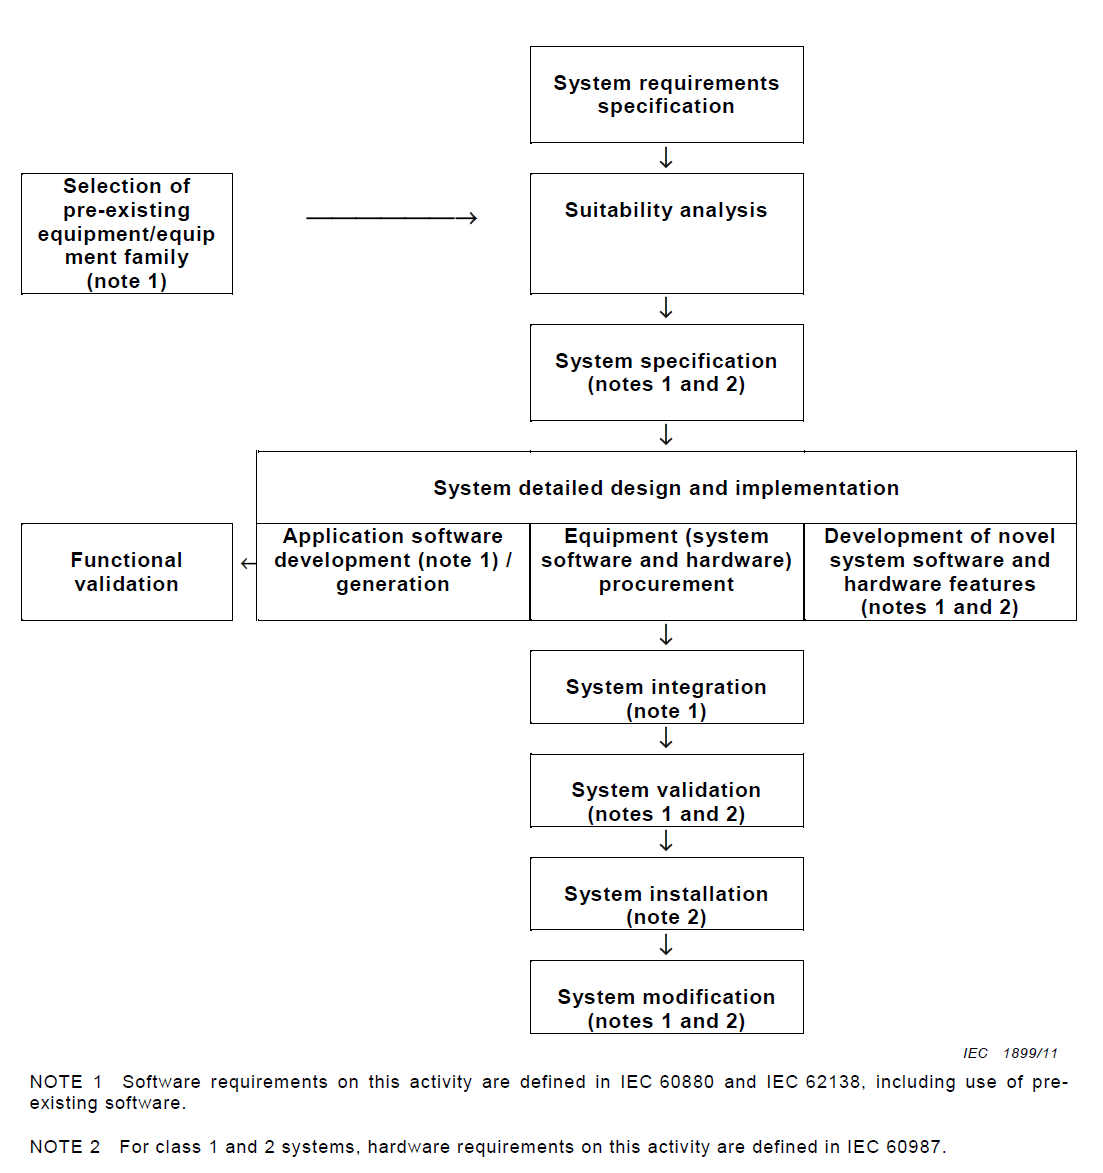 System requirements
specification
↓
Selection of
pre-existing
equipment/equip
ment family
(note 1)
→
Suitability analysis
↓
System specification
(notes 1 and 2)
↓
System detailed design and implementation
Functional
validation
←
Application software
development (note 1) /
generation
Equipment (system
software and hardware)
procurement
Development of novel
system software and
hardware features
(notes 1 and 2)
↓
System integration
(note 1)
↓
System validation
(notes 1 and 2)
↓
System installation
(note 2)
↓
System modification
(notes 1 and 2)
IEC 1899/11
NOTE 1 Software requirements on this activity are defined in IEC 60880 and IEC 62138, including use of pre-
existing software.
NOTE 2 For class 1 and 2 systems, hardware requirements on this activity are defined in IEC 60987.